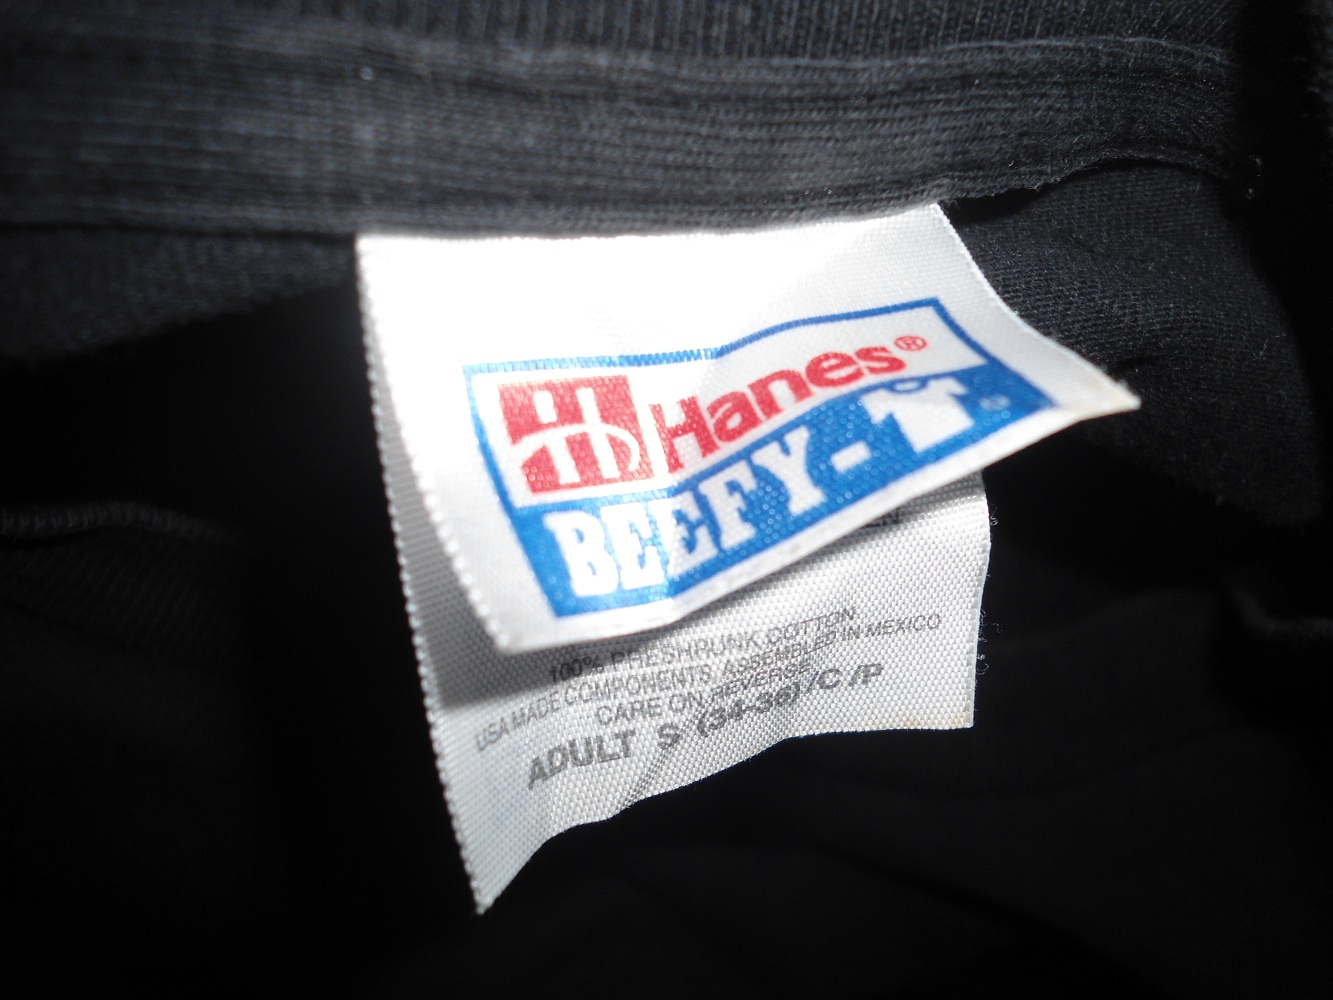 Hanes®
BEEFY-T
100% PRESHRUNK COTTON
USA MADE COMPONENTS/ASSEMBLED IN MEXICO
CARE ON REVERSE
ADULT S (34-36)/C/P